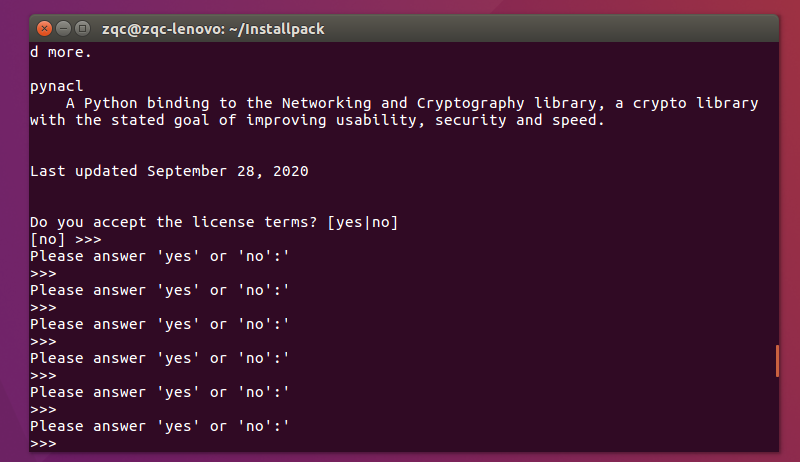 zqc@zqc-lenovo: ~/Installpack
d more.
pynacl
A Python binding to the Networking and Cryptography library, a crypto library
with the stated goal of improving usability, security and speed.
Last updated September 28, 2020
Do you accept the license terms? [yes|no]
[no] >>>
Please answer 'yes' or 'no':'
>>>
Please answer 'yes' or 'no':'
>>>
Please answer 'yes' or 'no':'
>>>
Please answer 'yes' or 'no':'
>>>
Please answer 'yes' or 'no':'
>>>
Please answer 'yes' or 'no':'
>>>